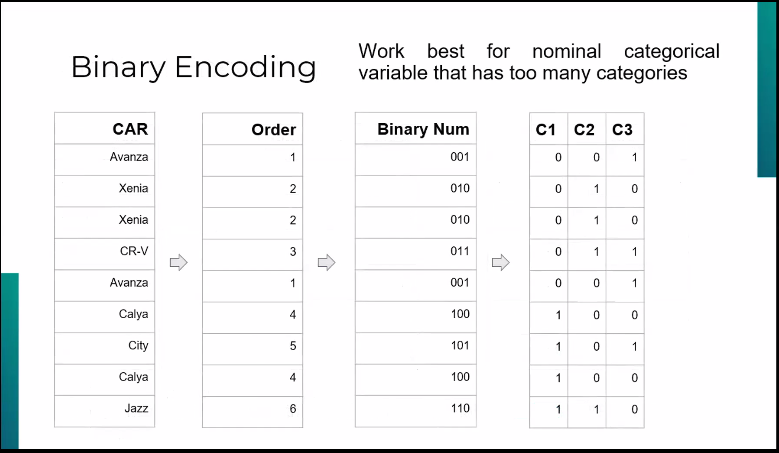 Binary Encoding
Work best for nominal categorical
variable that has too many categories
CAR Order Binary Num C1 C2 C3
Avanza 1 001 0 0 1
Xenia 2 010 0 1 0
Xenia 2 010 0 1 0
CR-V 3 011 0 1 1
Avanza 1 001 0 0 1
Calya 4 100 1 0 0
City 5 101 1 0 1
Calya 4 100 1 0 0
Jazz 6 110 1 1 0